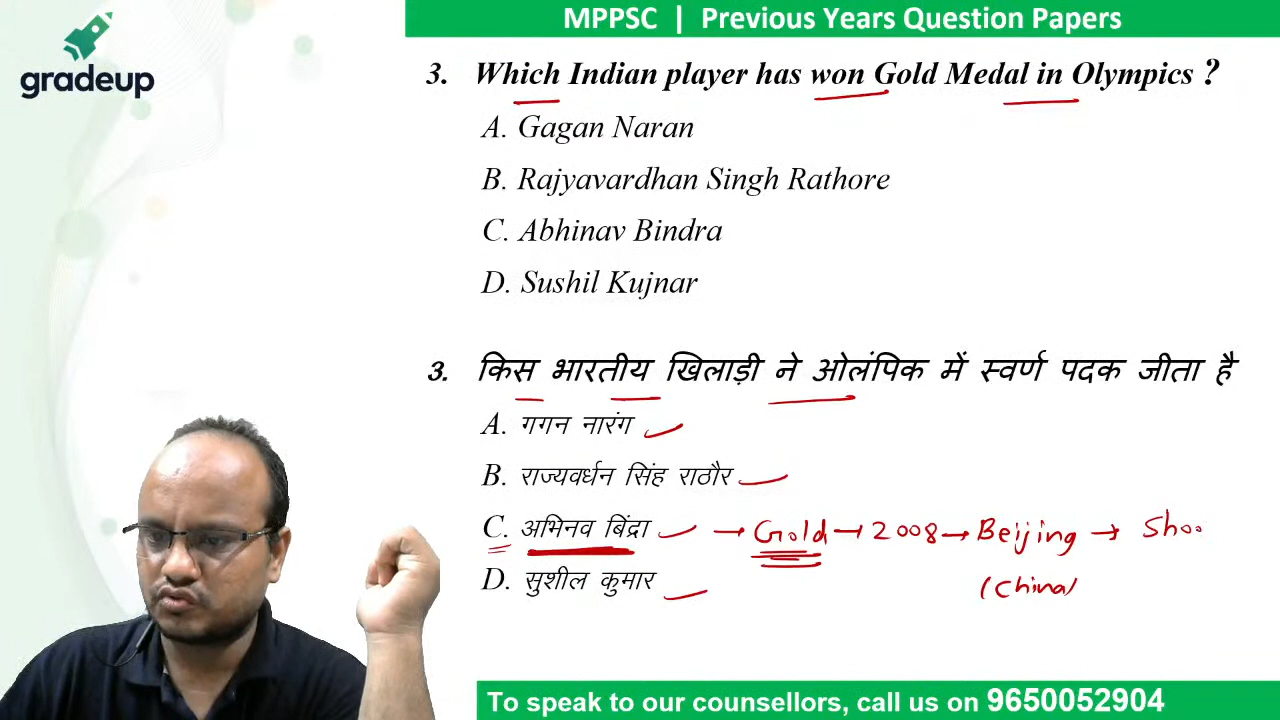 MPPSC | Previous Years Question Papers
gradeup
3. Which Indian player has won Gold Medal in Olympics ?
A. Gagan Naran
B. Rajyavardhan Singh Rathore
C. Abhinav Bindra
D. Sushil Kujnar
3. किस भारतीय खिलाड़ी ने ओलंपिक में स्वर्ण पदक जीता है
A. गगन नारंग
B. राज्यवर्धन सिंह राठौर
C. अभिनव बिंद्रा → Gold → 2008 → Beijing → Shoo
(China)
D. सुशील कुमार
To speak to our counsellors, call us on 9650052904